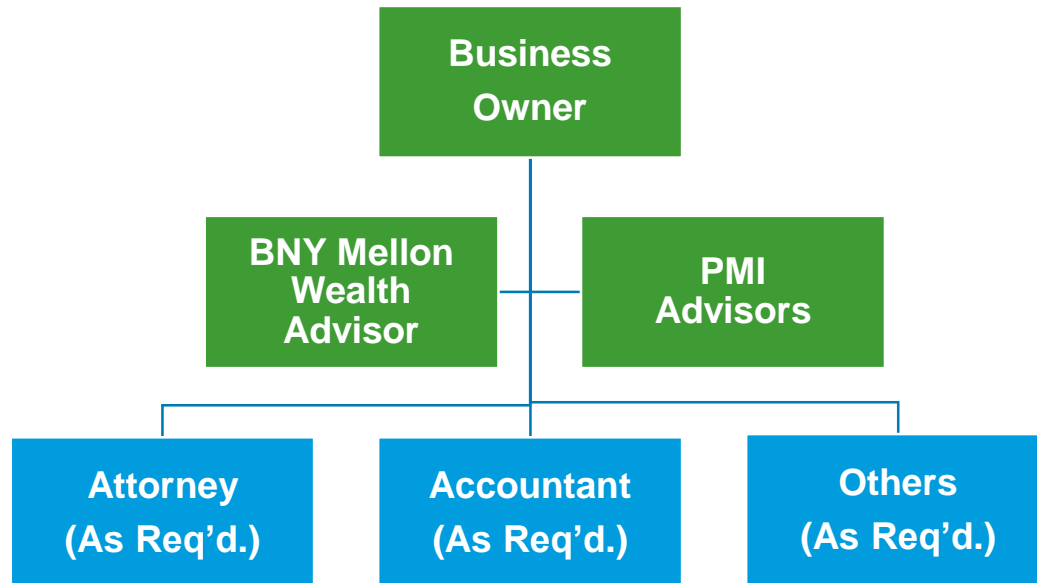 Business
Owner
BNY Mellon
Wealth
Advisor
PMI
Advisors
Attorney
(As Req’d.)
Accountant
(As Req’d.)
Others
(As Req’d.)